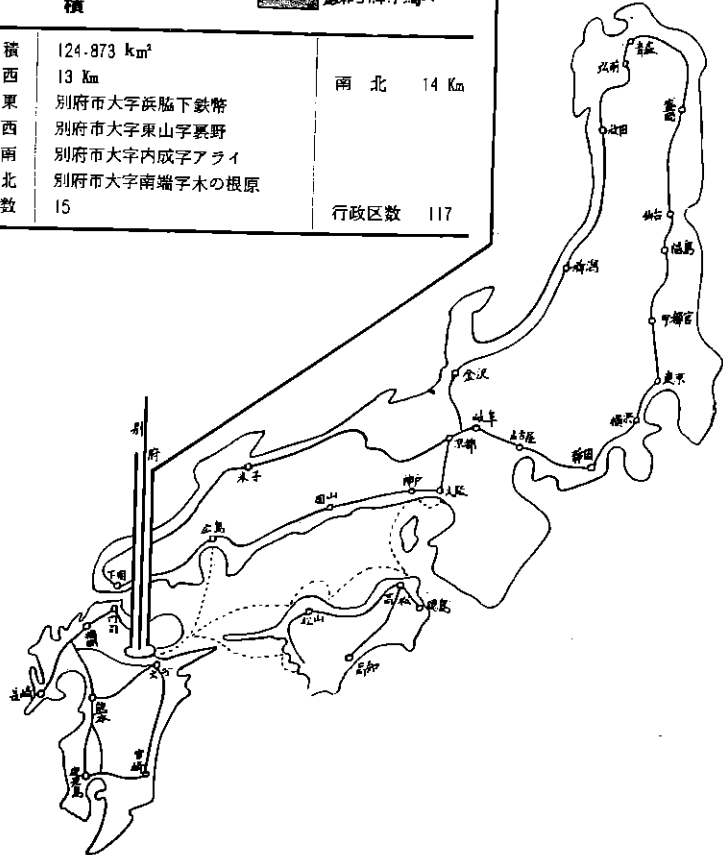 積
積 124.873 km²
西 13 Km 南北 14 Km
東 別府市大字浜脇下鉄幣
西 別府市大字東山字裏野
南 別府市大字内成字アライ
北 別府市大字南端字木の根原
数 15 行政区数 117
青森
弘前
盛岡
秋田
仙台
福島
新潟
宇都宮
東京
金沢
横浜
岐阜
名古屋
静岡
京都
別府
米子
神戸
大阪
岡山
広島
下関
門司
福岡
松山
高松
徳島
高知
大分
長崎
熊本
宮崎
鹿児島